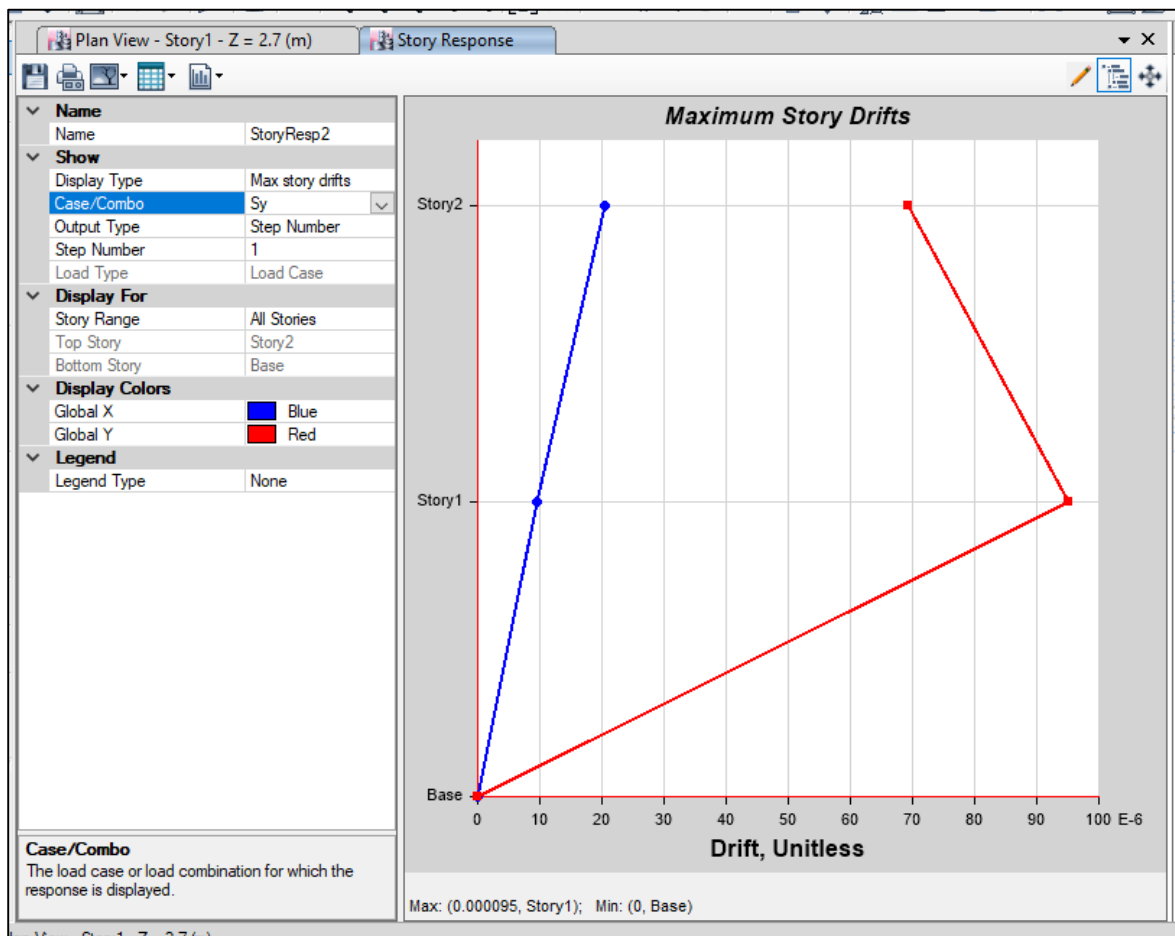 Plan View - Story1 - Z = 2.7 (m)
Story Response
Name
Name StoryResp2
Show
Display Type Max story drifts
Case/Combo Sy
Output Type Step Number
Step Number 1
Load Type Load Case
Display For
Story Range All Stories
Top Story Story2
Bottom Story Base
Display Colors
Global X Blue
Global Y Red
Legend
Legend Type None
Case/Combo
The load case or load combination for which the
response is displayed.
Maximum Story Drifts
Story2
Story1
Base
0 10 20 30 40 50 60 70 80 90 100 E-6
Drift, Unitless
Max: (0.000095, Story1); Min: (0, Base)